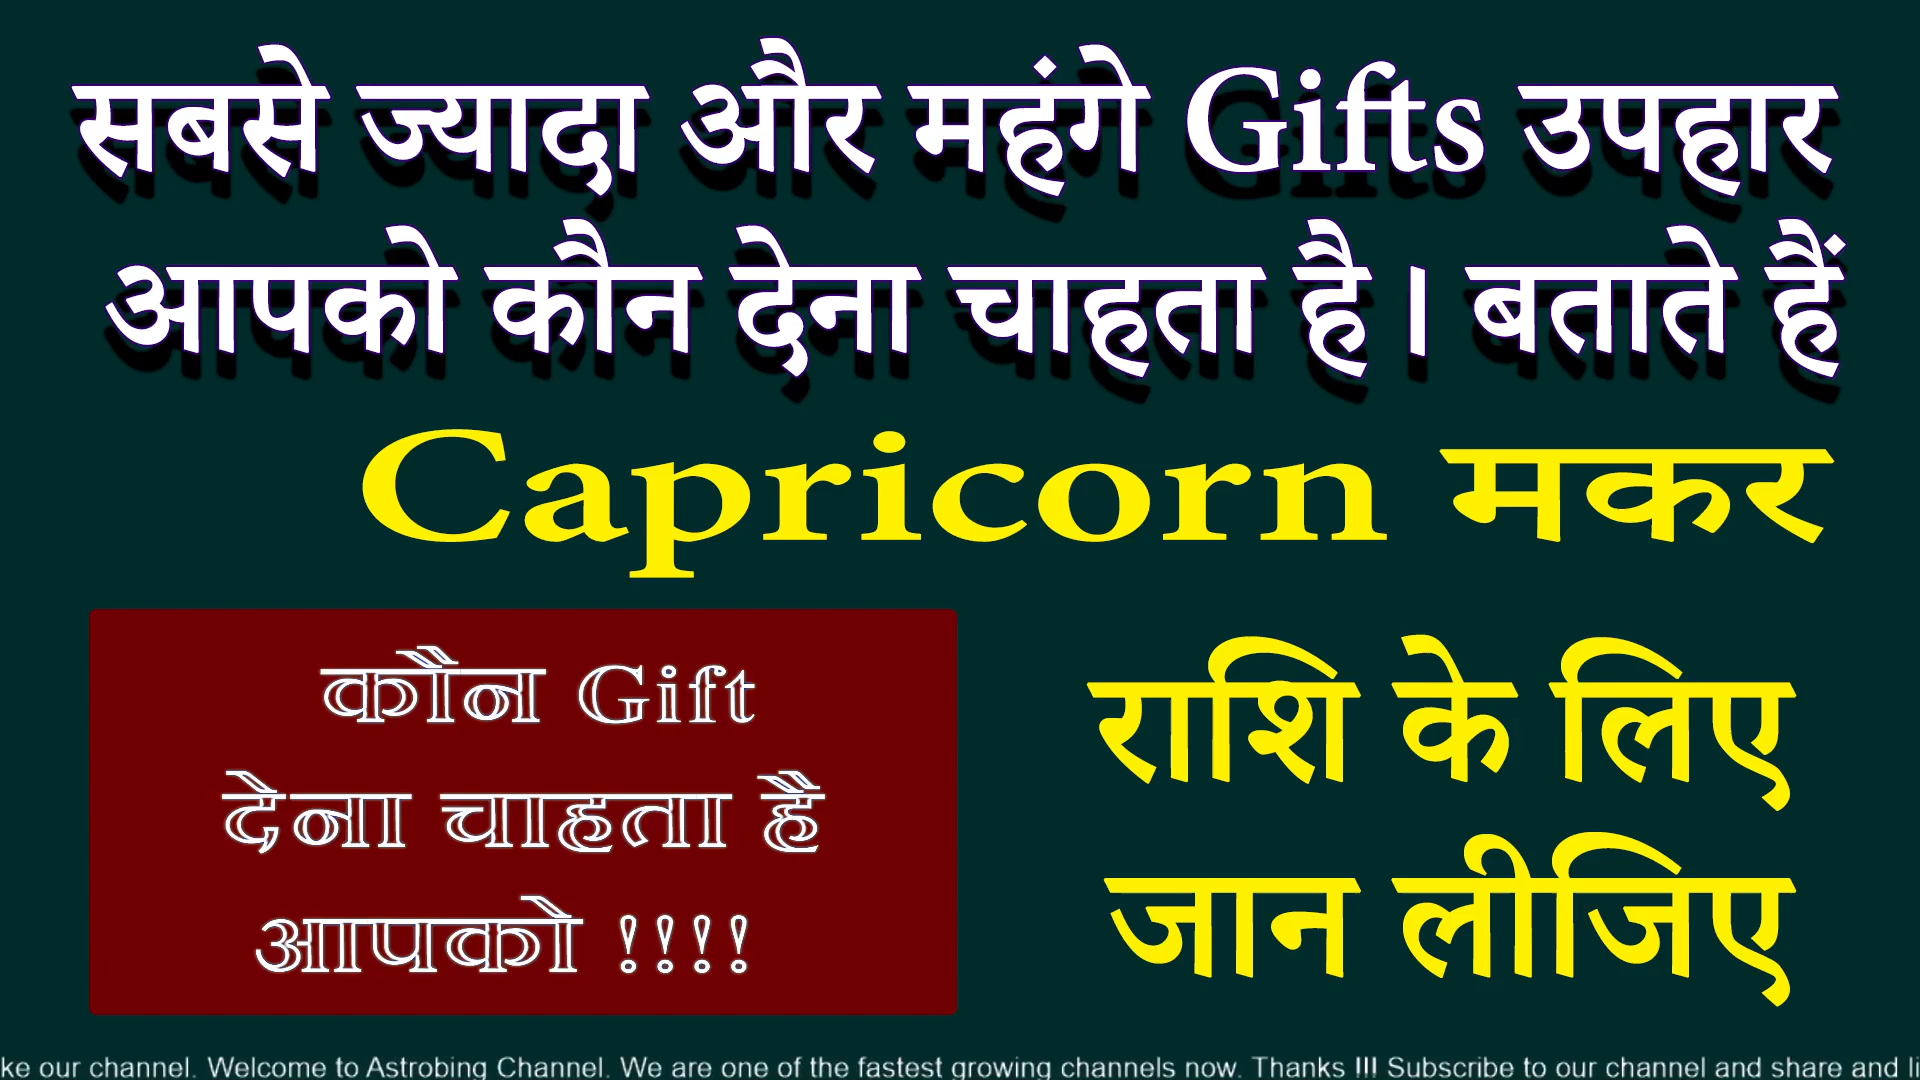 सबसे ज्यादा और महंगे Gifts उपहार
आपको कौन देना चाहता है । बताते हैं
Capricorn मकर
राशि के लिए
जान लीजिए
कौन Gift
देना चाहता है
आपको !!!!
ke our channel. Welcome to Astrobing Channel. We are one of the fastest growing channels now. Thanks !!! Subscribe to our channel and share and li